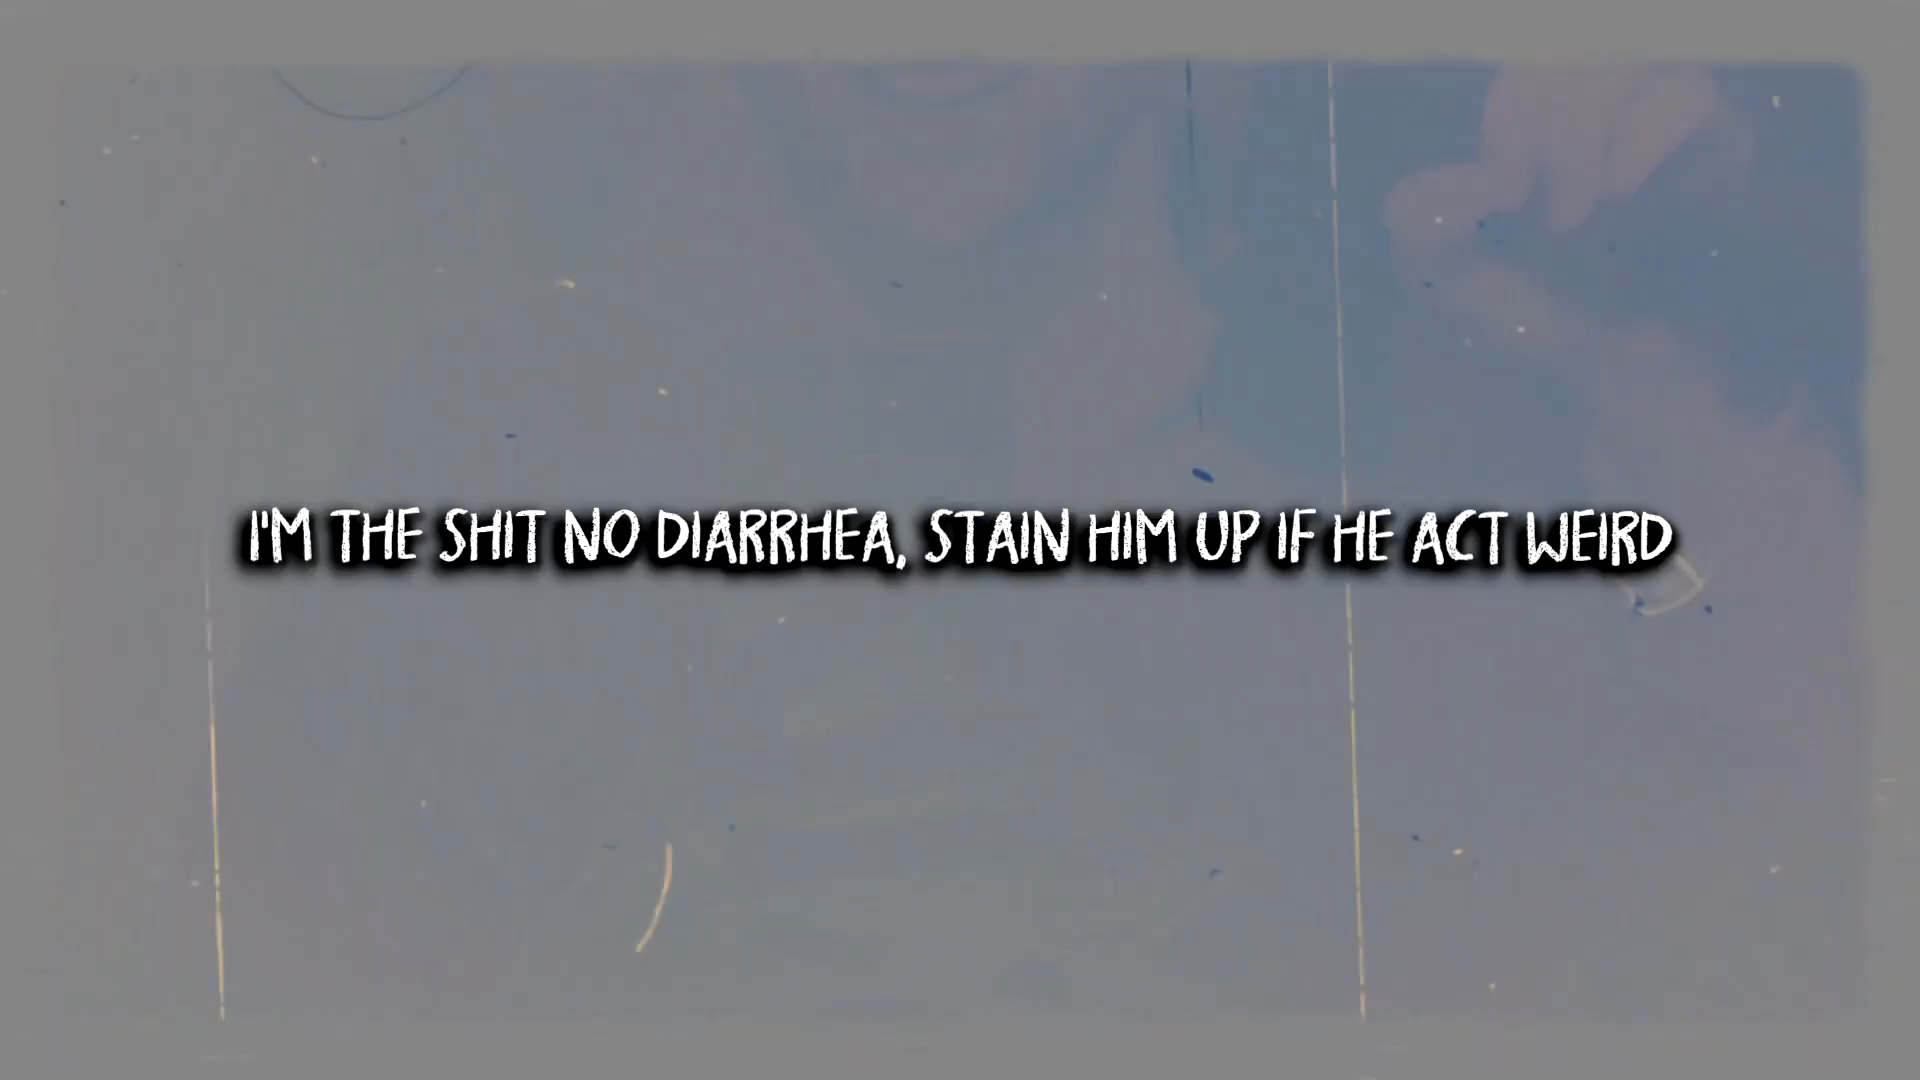 I'M THE SHIT NO DIARRHEA, STAIN HIM UP IF HE ACT WEIRD